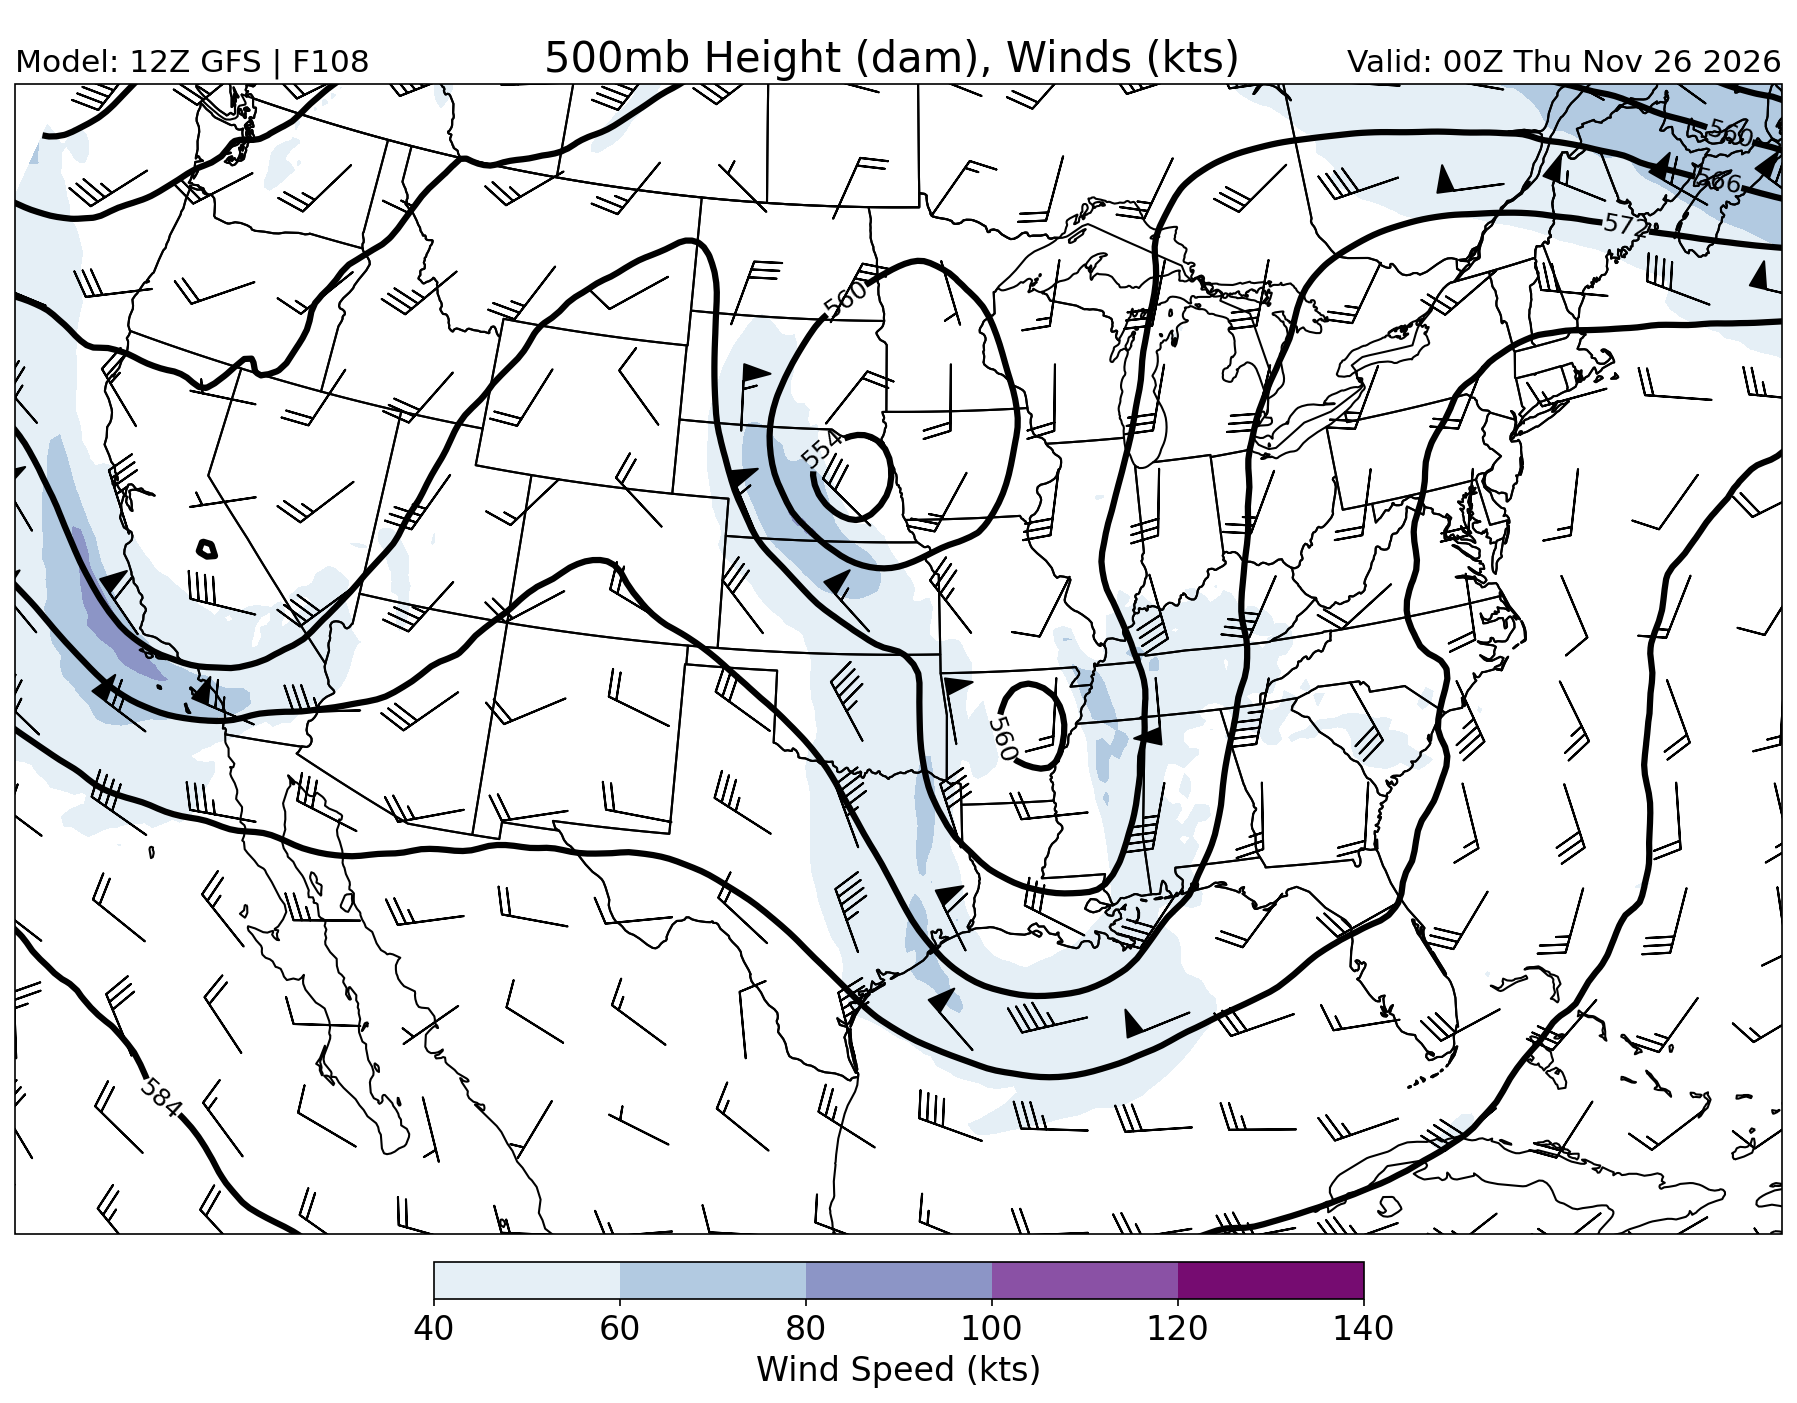 Model: 12Z GFS | F108
500mb Height (dam), Winds (kts)
Valid: 00Z Thu Nov 26 2026
560
566
572
560
554
560
584
40 60 80 100 120 140
Wind Speed (kts)